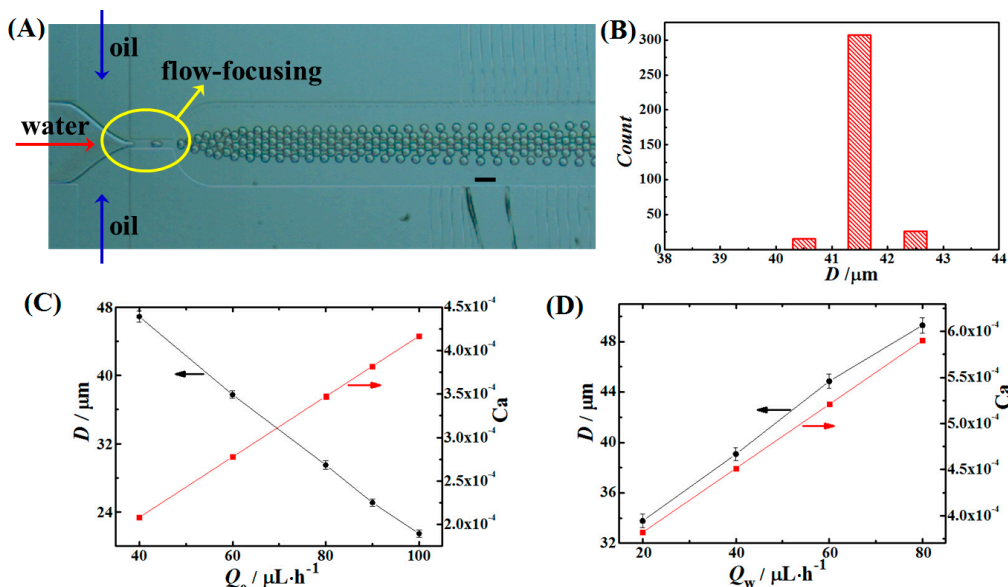 (A)
oil
flow-focusing
water
oil
(B)
Count
300
250
200
150
100
50
0
38 39 40 41 42 43 44
D /μm
(C)
D / μm
48
40
32
24
40 60 80 100
μL·h⁻¹
4.5x10⁻⁴
4.0x10⁻⁴
3.5x10⁻⁴
3.0x10⁻⁴
2.5x10⁻⁴
2.0x10⁻⁴
Ca
(D)
D / μm
48
44
40
36
32
20 40 60 80
Q_w / μL·h⁻¹
6.0x10⁻⁴
5.5x10⁻⁴
5.0x10⁻⁴
4.5x10⁻⁴
4.0x10⁻⁴
Ca